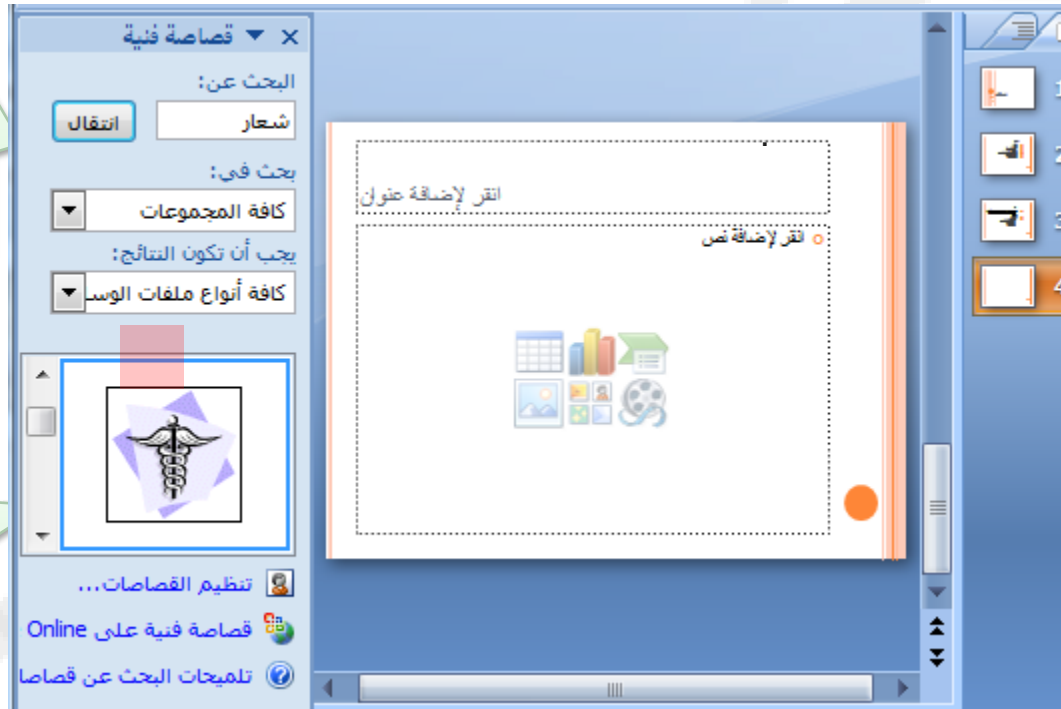 قصاصة فنية
البحث عن:
شعار
انتقال
بحث في:
كافة المجموعات
يجب أن تكون النتائج:
كافة أنواع ملفات الوسـ
تنظيم القصاصات...
قصاصة فنية على Online
تلميحات البحث عن قصاصا
انقر لإضافة عنوان
انقر لإضافة نص
1
2
3
4